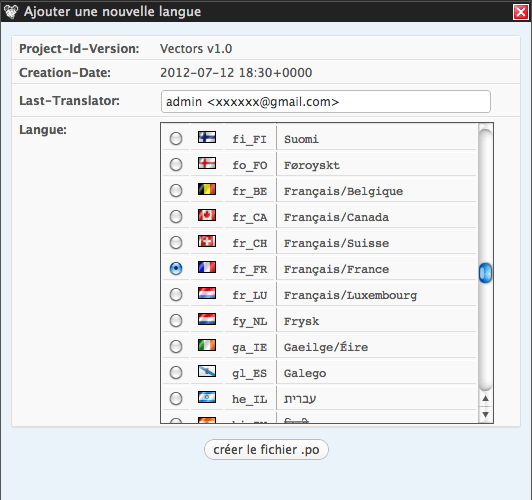 Ajouter une nouvelle langue
Project-Id-Version: Vectors v1.0
Creation-Date: 2012-07-12 18:30+0000
Last-Translator: admin <xxxxxx@gmail.com>
Langue:
fi_FI Suomi
fo_FO Føroyskt
fr_BE Français/Belgique
fr_CA Français/Canada
fr_CH Français/Suisse
fr_FR Français/France
fr_LU Français/Luxembourg
fy_NL Frysk
ga_IE Gaeilge/Éire
gl_ES Galego
he_IL עברית
créer le fichier .po